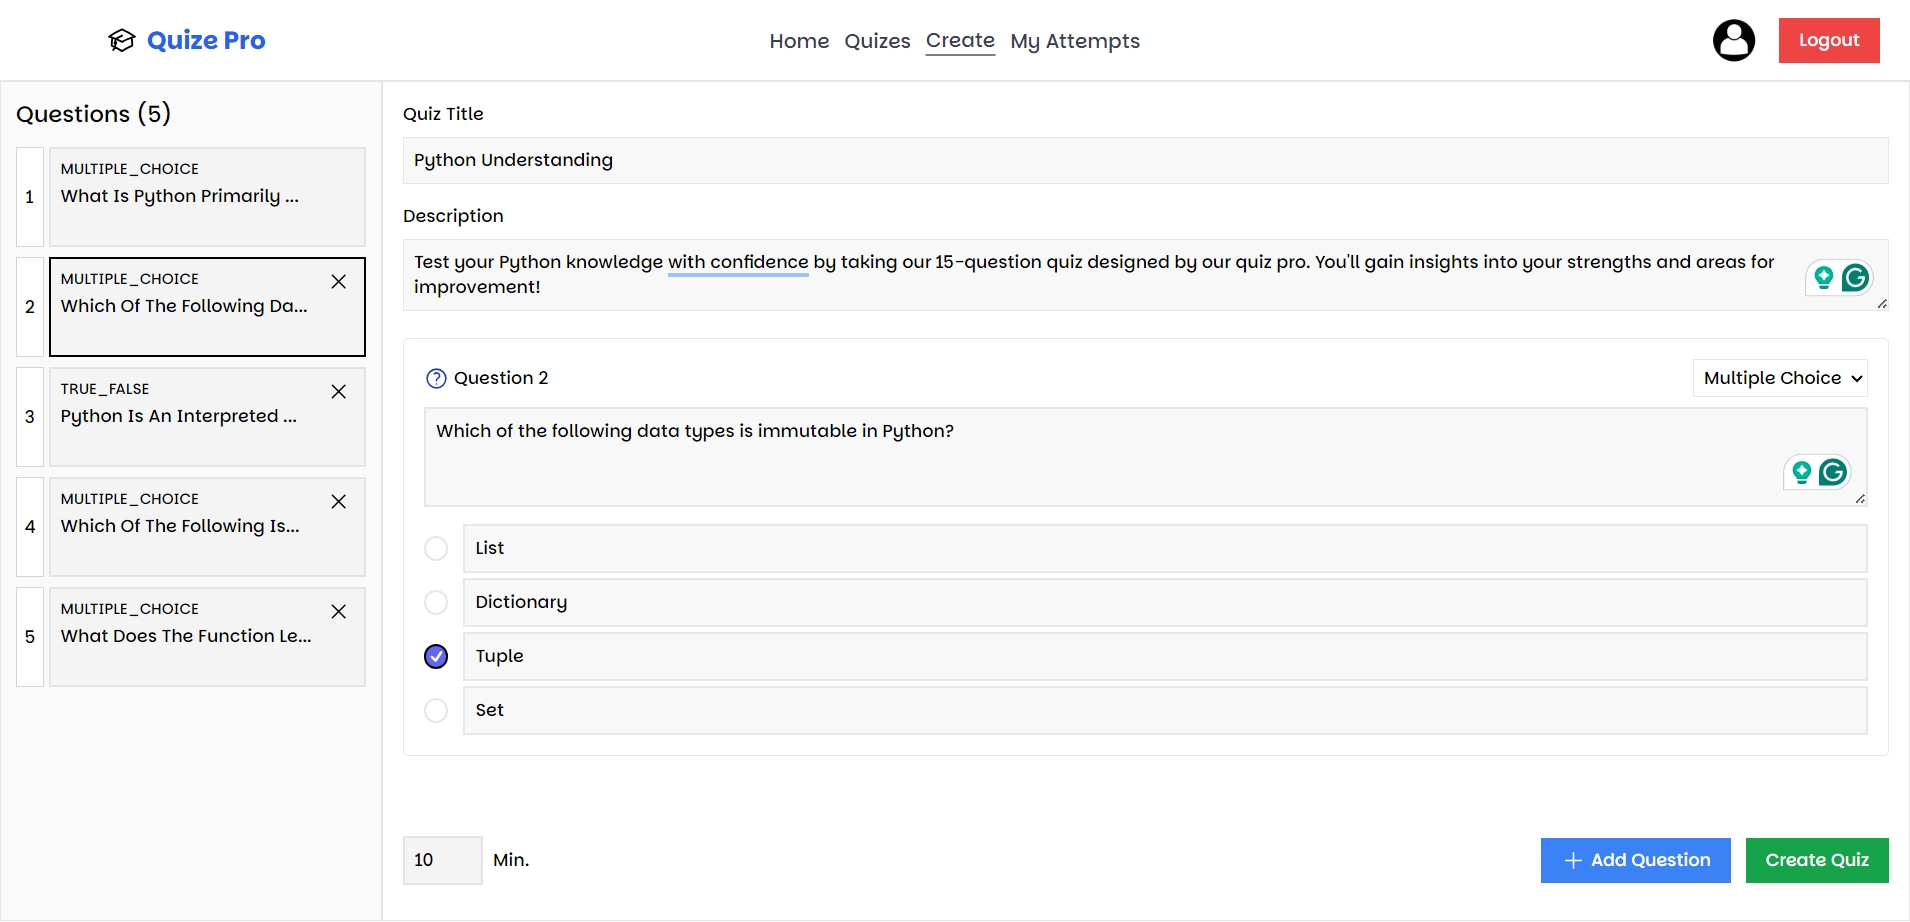 Quize Pro
Home Quizes Create My Attempts
Logout
Questions (5)
1
MULTIPLE_CHOICE
What Is Python Primarily ...
2
MULTIPLE_CHOICE
Which Of The Following Da...
3
TRUE_FALSE
Python Is An Interpreted ...
4
MULTIPLE_CHOICE
Which Of The Following Is...
5
MULTIPLE_CHOICE
What Does The Function Le...
Quiz Title
Python Understanding
Description
Test your Python knowledge with confidence by taking our 15-question quiz designed by our quiz pro. You'll gain insights into your strengths and areas for
improvement!
Question 2
Multiple Choice
Which of the following data types is immutable in Python?
List
Dictionary
Tuple
Set
10 Min.
Add Question
Create Quiz